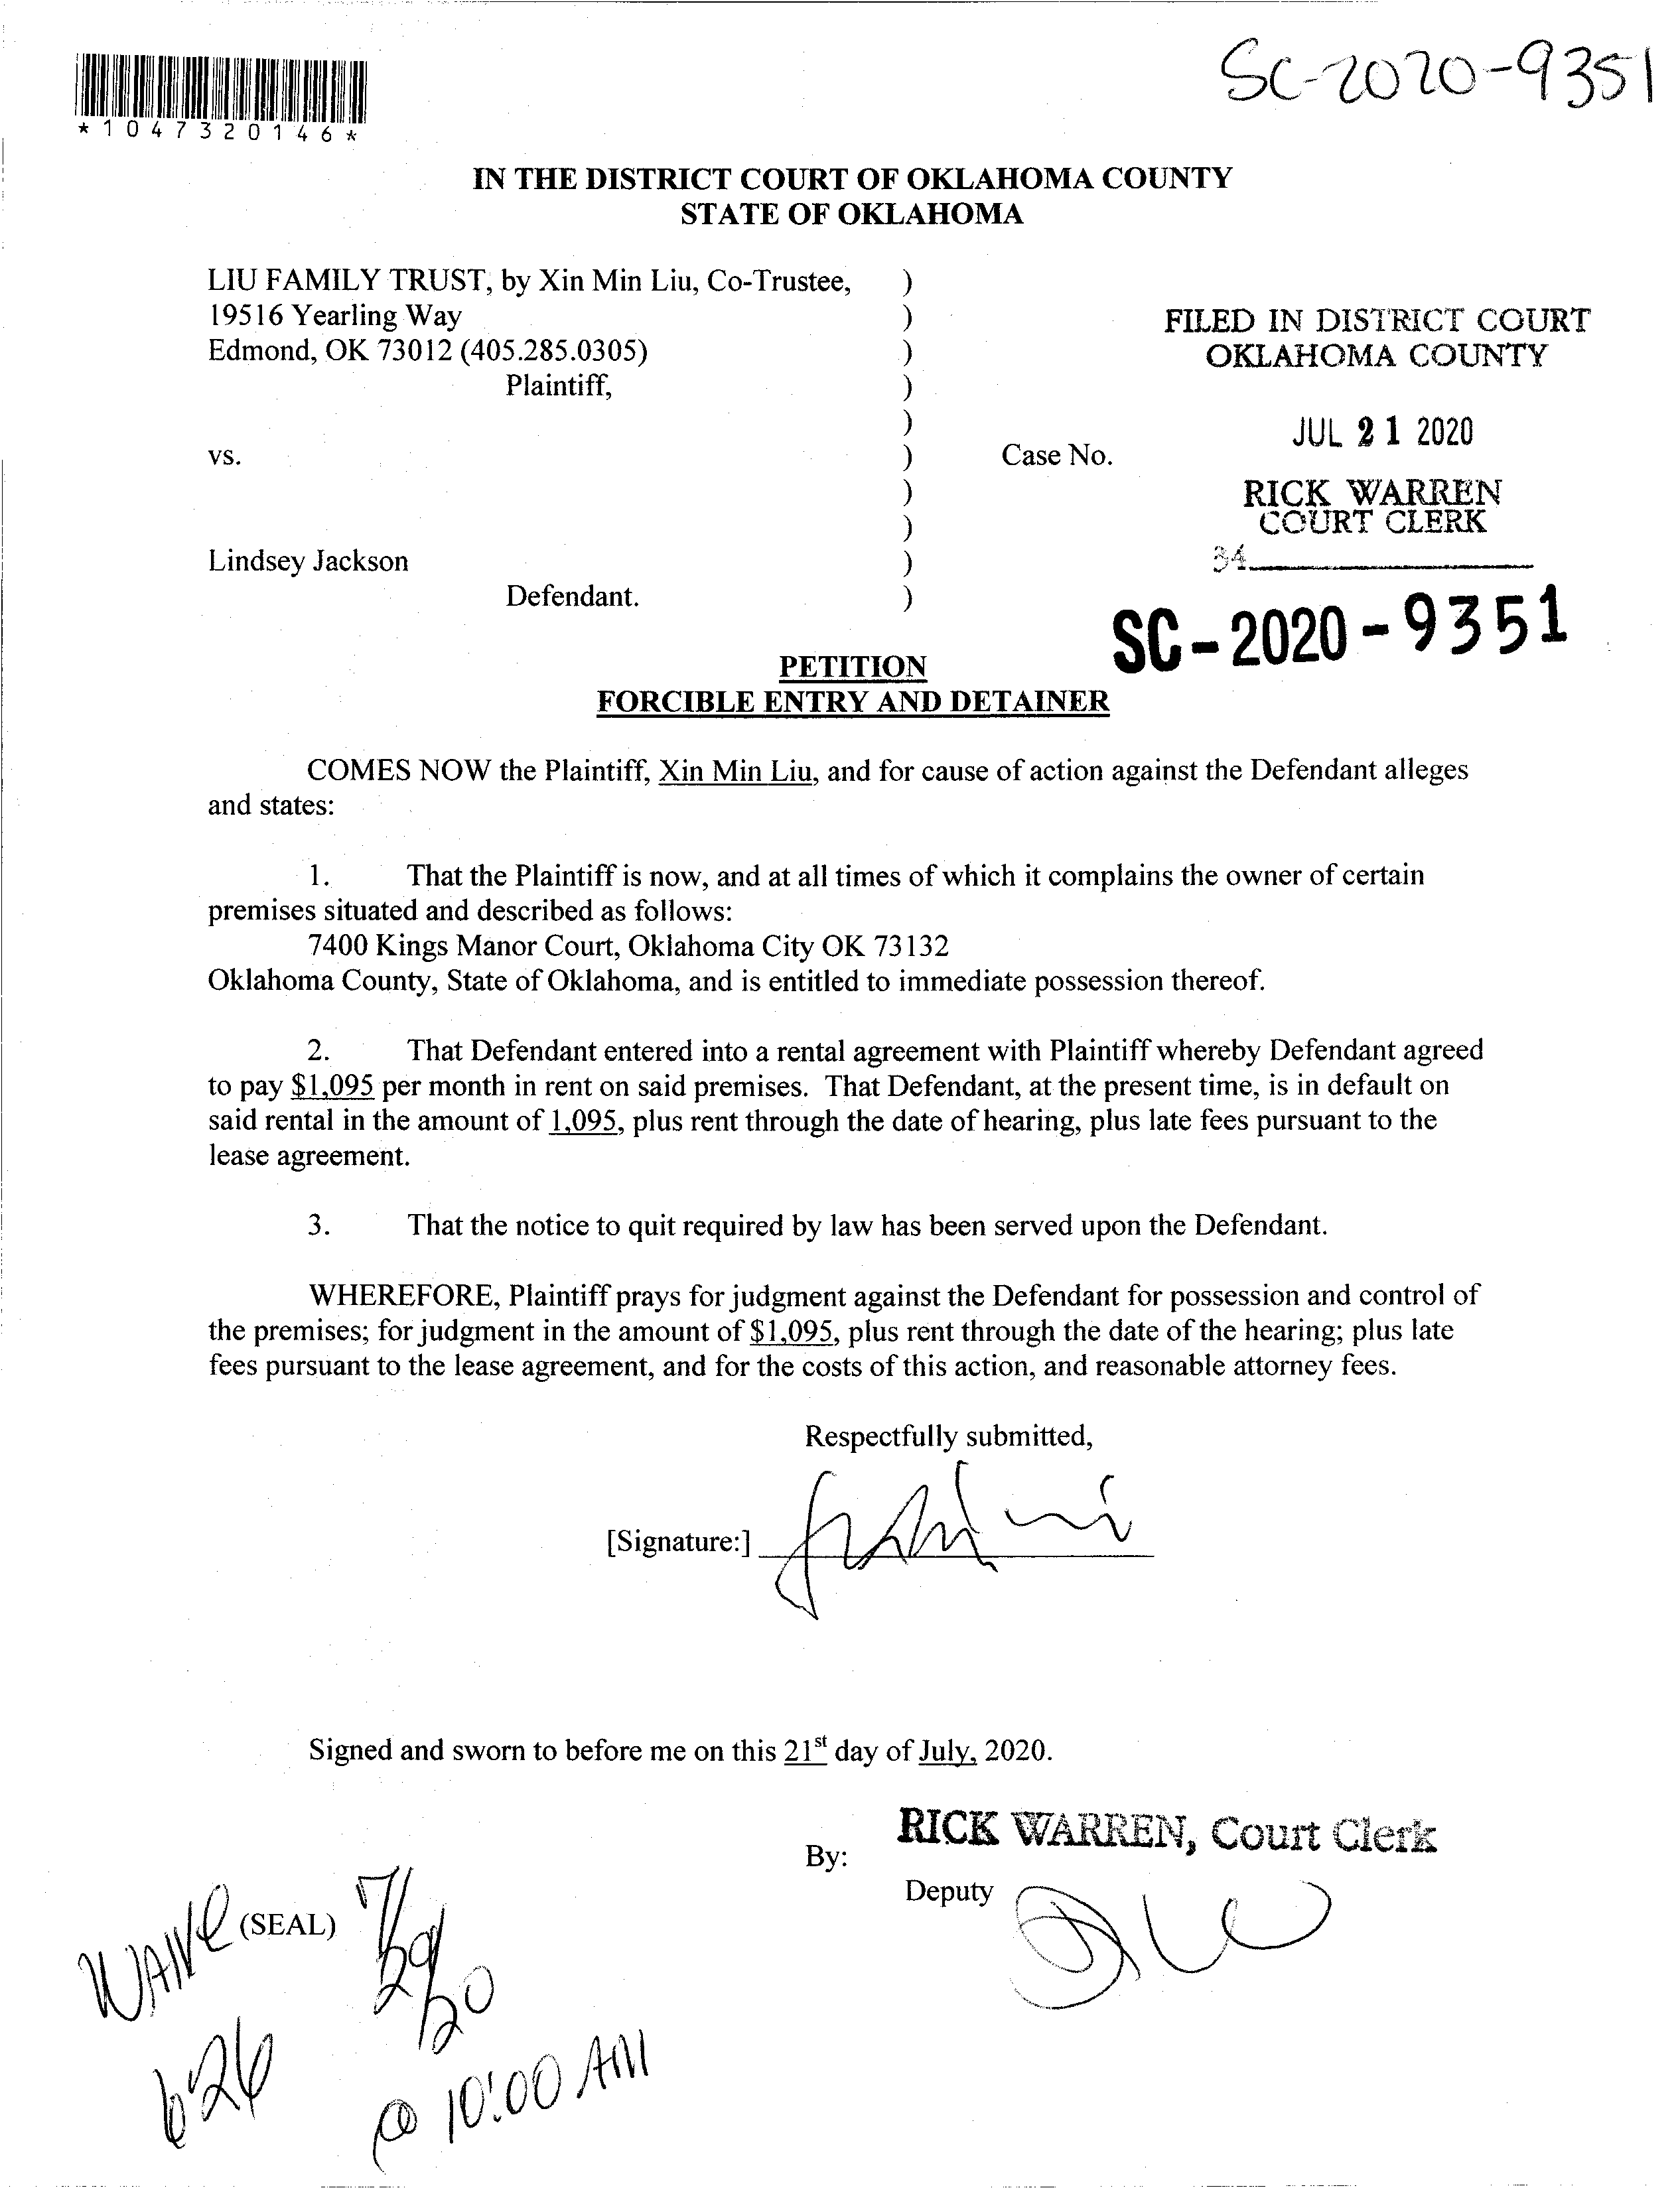 SC-2020-9351
*1047320146*
IN THE DISTRICT COURT OF OKLAHOMA COUNTY
STATE OF OKLAHOMA
LIU FAMILY TRUST, by Xin Min Liu, Co-Trustee, )
19516 Yearling Way )
Edmond, OK 73012 (405.285.0305) )
Plaintiff, )
)
vs. ) Case No.
)
)
Lindsey Jackson )
Defendant. )
FILED IN DISTRICT COURT
OKLAHOMA COUNTY
JUL 21 2020
RICK WARREN
COURT CLERK
34
SC-2020-9351
PETITION
FORCIBLE ENTRY AND DETAINER
COMES NOW the Plaintiff, Xin Min Liu, and for cause of action against the Defendant alleges
and states:
1. That the Plaintiff is now, and at all times of which it complains the owner of certain
premises situated and described as follows:
7400 Kings Manor Court, Oklahoma City OK 73132
Oklahoma County, State of Oklahoma, and is entitled to immediate possession thereof.
2. That Defendant entered into a rental agreement with Plaintiff whereby Defendant agreed
to pay $1,095 per month in rent on said premises. That Defendant, at the present time, is in default on
said rental in the amount of 1,095, plus rent through the date of hearing, plus late fees pursuant to the
lease agreement.
3. That the notice to quit required by law has been served upon the Defendant.
WHEREFORE, Plaintiff prays for judgment against the Defendant for possession and control of
the premises; for judgment in the amount of $1,095, plus rent through the date of the hearing; plus late
fees pursuant to the lease agreement, and for the costs of this action, and reasonable attorney fees.
Respectfully submitted,
[Signature:]
Signed and sworn to before me on this 21st day of July, 2020.
RICK WARREN, Court Clerk
By:
Deputy
(SEAL)
WAIVE
626
7/29/20
@ 10:00 AM